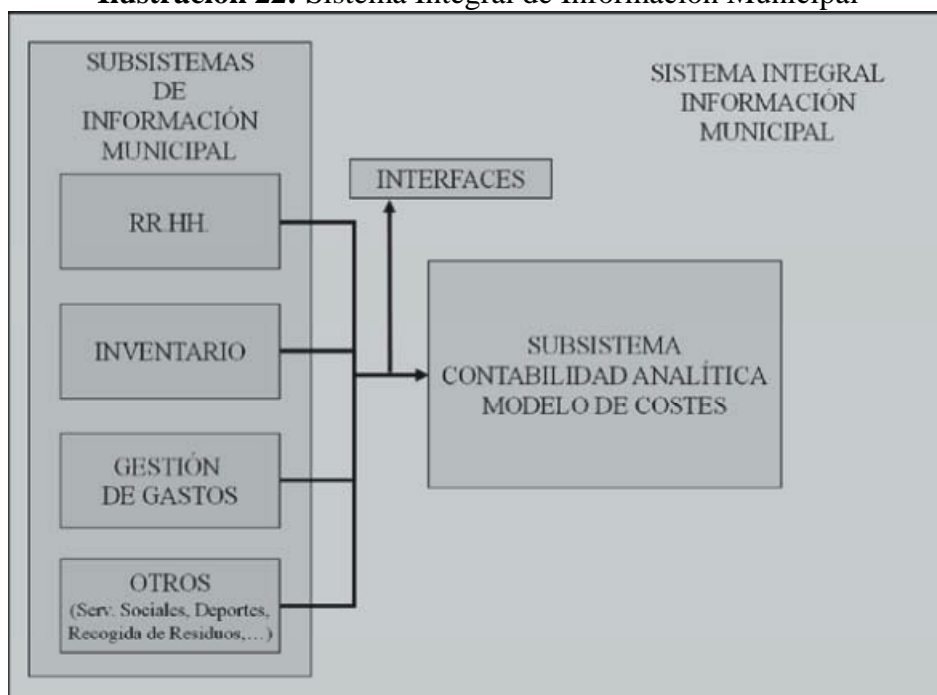 Ilustración 22: Sistema Integral de Información Municipal
SUBSISTEMAS
DE
INFORMACIÓN
MUNICIPAL
SISTEMA INTEGRAL
INFORMACIÓN
MUNICIPAL
INTERFACES
RR.HH.
INVENTARIO
SUBSISTEMA
CONTABILIDAD ANALÍTICA
MODELO DE COSTES
GESTIÓN
DE GASTOS
OTROS
(Serv. Sociales, Deportes,
Recogida de Residuos,…)